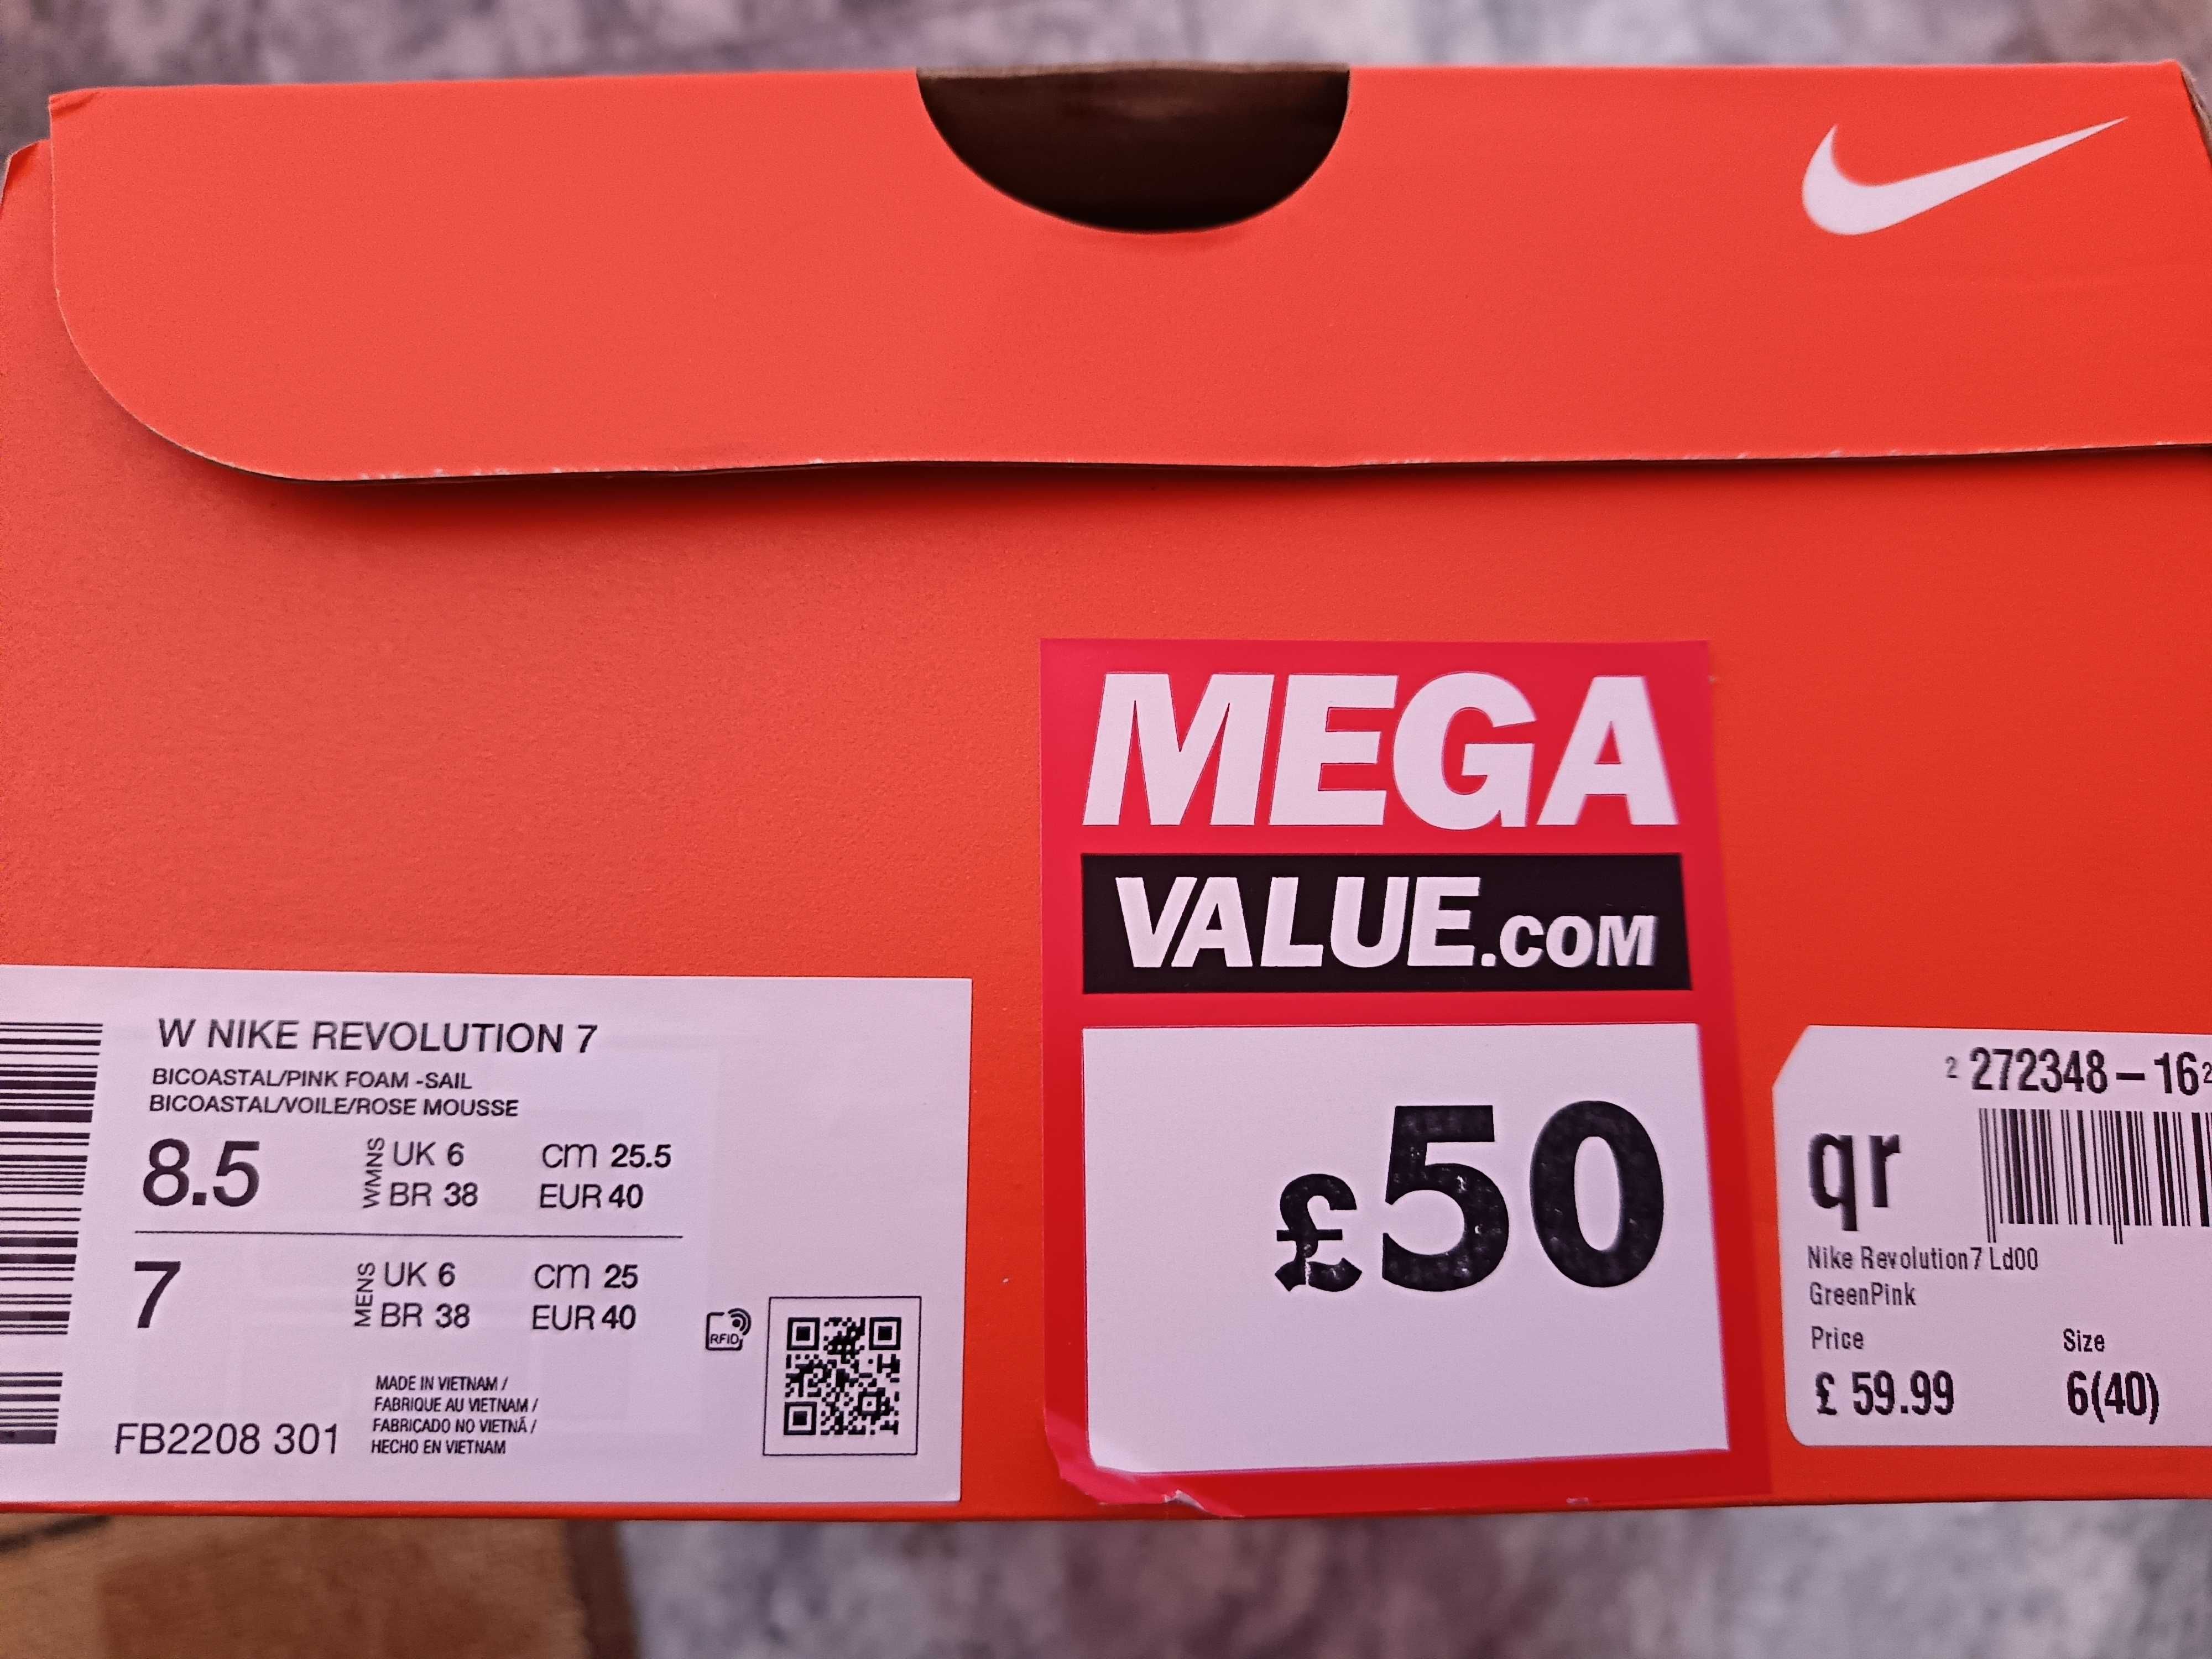 MEGA
VALUE.COM
£50
W NIKE REVOLUTION 7
BICOASTAL/PINK FOAM -SAIL
BICOASTAL/VOILE/ROSE MOUSSE
8.5 WMNS UK 6 cm 25.5
BR 38 EUR 40
7 MENS UK 6 cm 25
BR 38 EUR 40
RFID
MADE IN VIETNAM /
FABRIQUE AU VIETNAM /
FABRICADO NO VIETNÃ /
HECHO EN VIETNAM
FB2208 301
2 272348-16 2
qr
Nike Revolution7 Ld00
GreenPink
Price Size
£ 59.99 6(40)